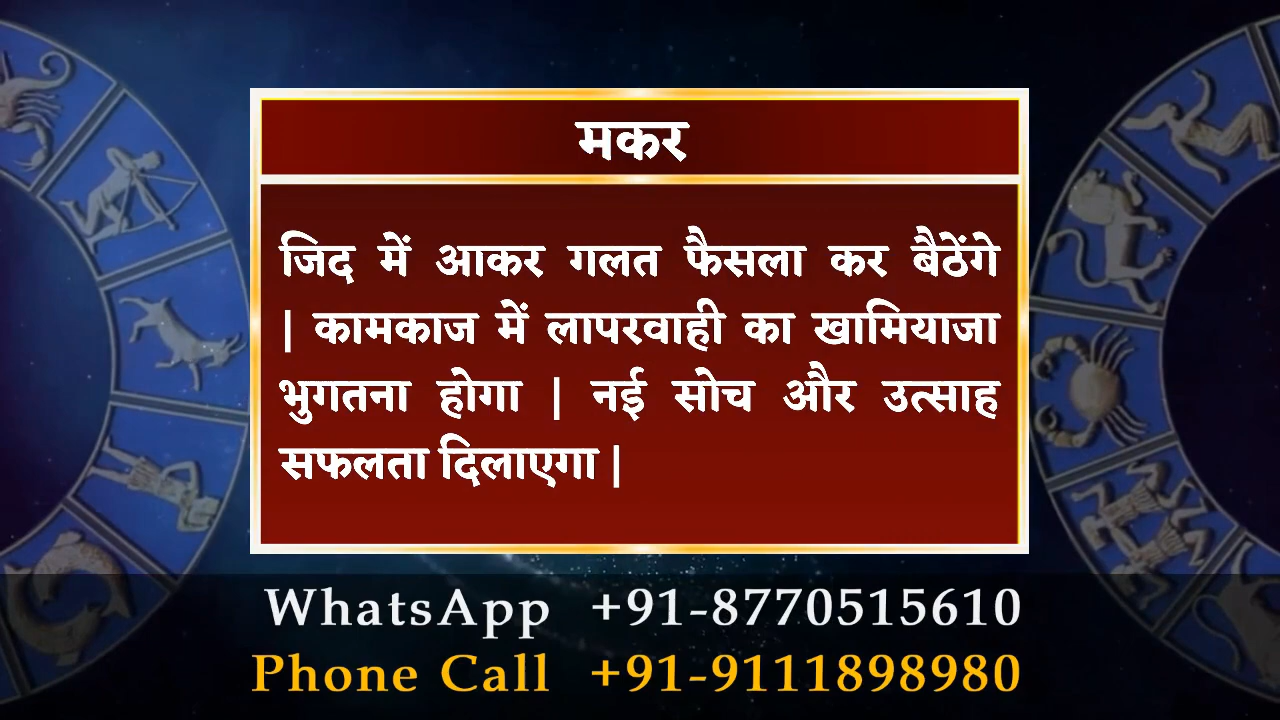 मकर
जिद में आकर गलत फैसला कर बैठेंगे
| कामकाज में लापरवाही का खामियाजा
भुगतना होगा | नई सोच और उत्साह
सफलता दिलाएगा |
WhatsApp +91-8770515610
Phone Call +91-9111898980